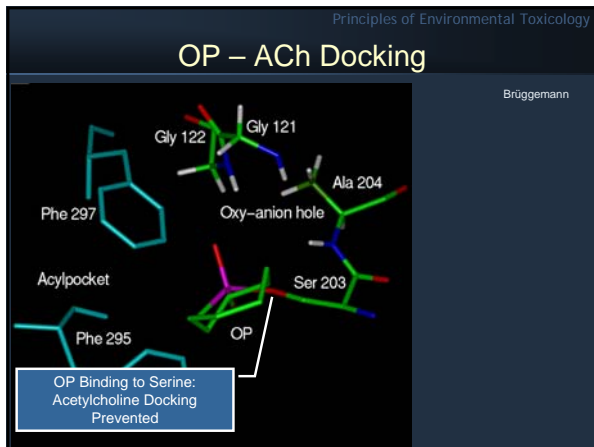 Principles of Environmental Toxicology
OP – ACh Docking
Brüggemann
Gly 122
Gly 121
Ala 204
Phe 297
Oxy-anion hole
Acylpocket
Ser 203
Phe 295
OP
OP Binding to Serine:
Acetylcholine Docking
Prevented